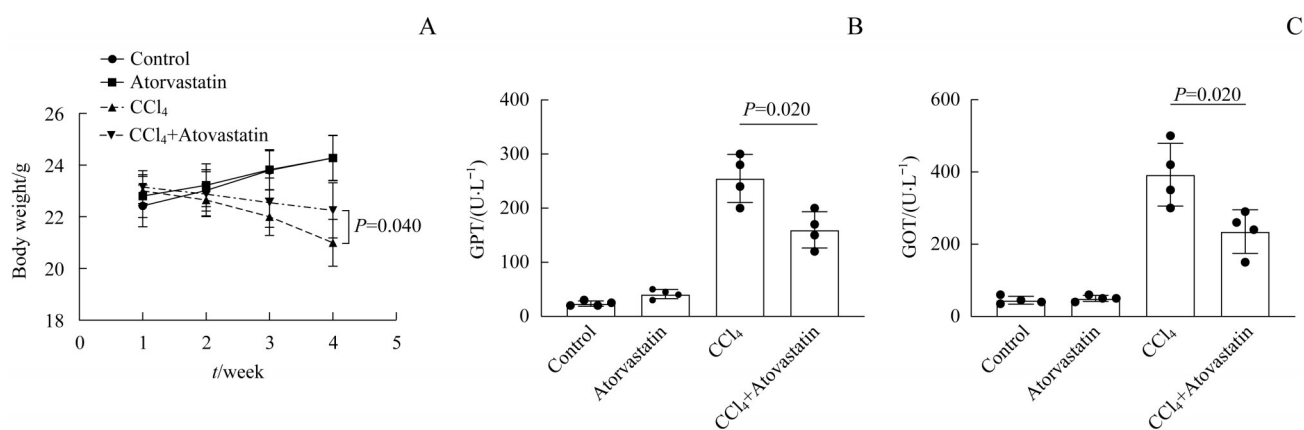 A
Control
Atorvastatin
CCl₄
CCl₄+Atovastatin
26
24
22
20
18
Body weight/g
P=0.040
0
1
2
3
4
5
t/week
B
400
300
200
100
0
GPT/(U·L⁻¹)
P=0.020
Control
Atorvastatin
CCl₄
CCl₄+Atovastatin
C
600
400
200
0
GOT/(U·L⁻¹)
P=0.020
Control
Atorvastatin
CCl₄
CCl₄+Atovastatin